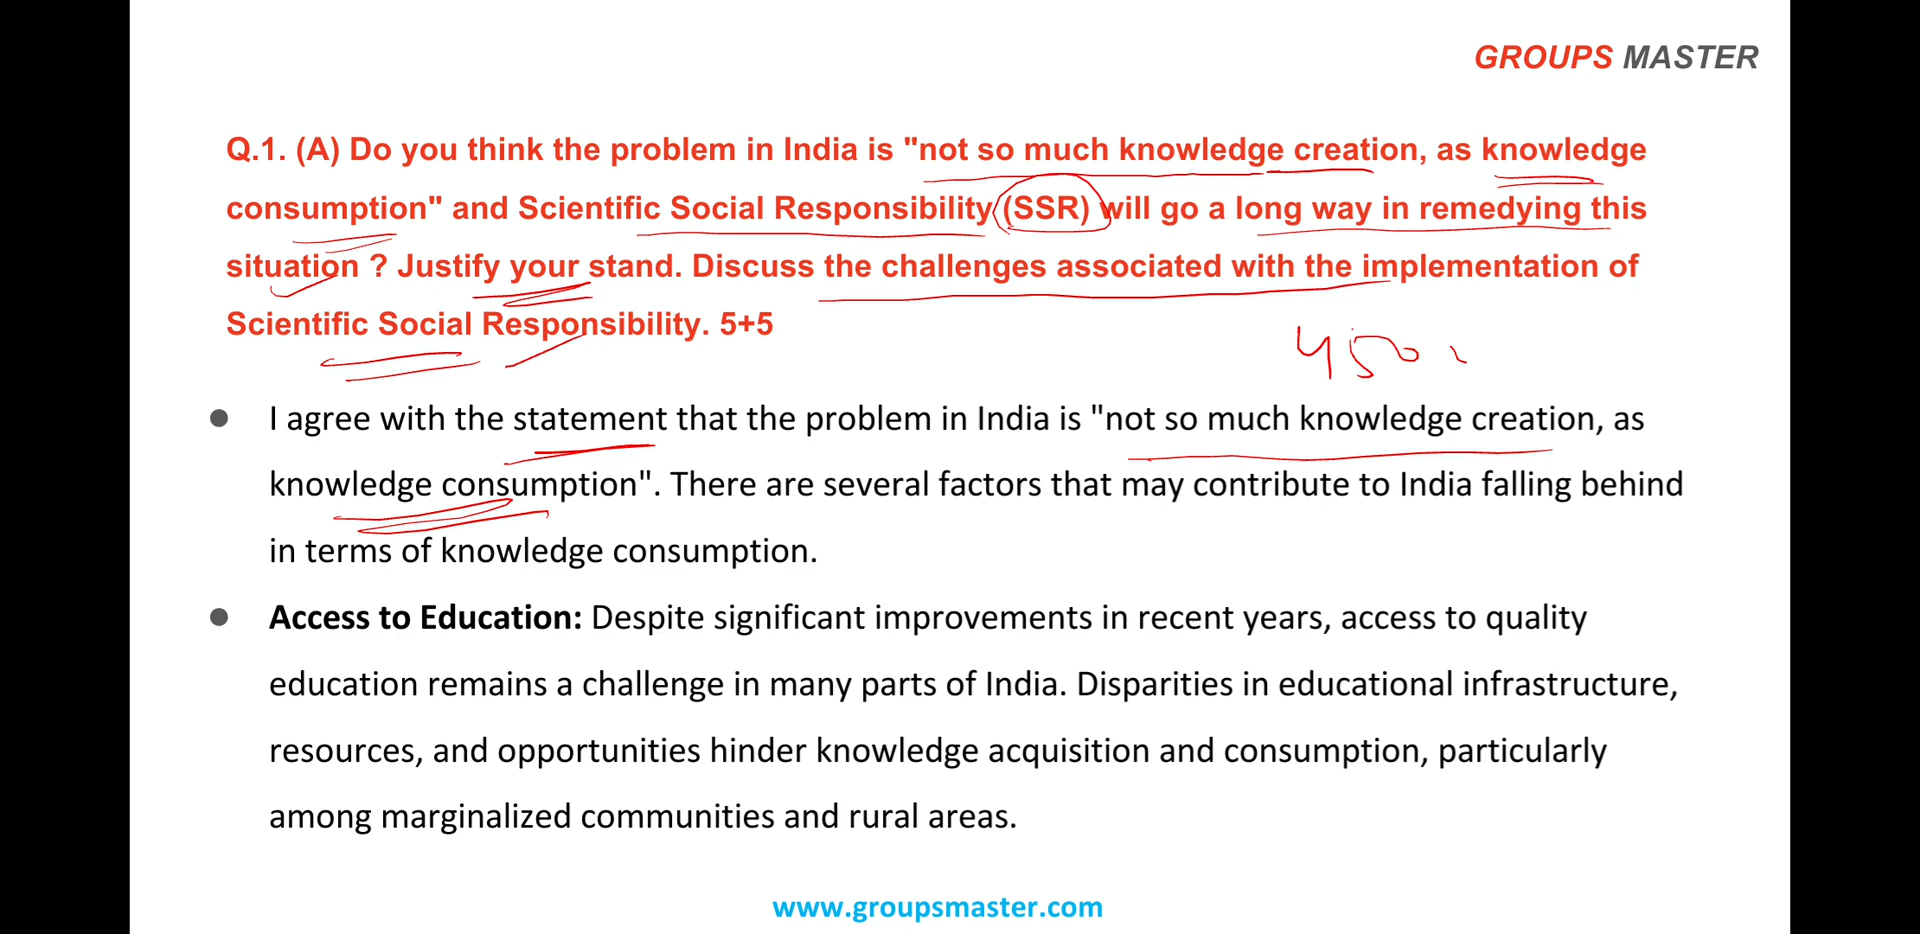 GROUPS MASTER
Q.1. (A) Do you think the problem in India is "not so much knowledge creation, as knowledge
consumption" and Scientific Social Responsibility (SSR) will go a long way in remedying this
situation ? Justify your stand. Discuss the challenges associated with the implementation of
Scientific Social Responsibility. 5+5
450
● I agree with the statement that the problem in India is "not so much knowledge creation, as
knowledge consumption". There are several factors that may contribute to India falling behind
in terms of knowledge consumption.
● Access to Education: Despite significant improvements in recent years, access to quality
education remains a challenge in many parts of India. Disparities in educational infrastructure,
resources, and opportunities hinder knowledge acquisition and consumption, particularly
among marginalized communities and rural areas.
www.groupsmaster.com